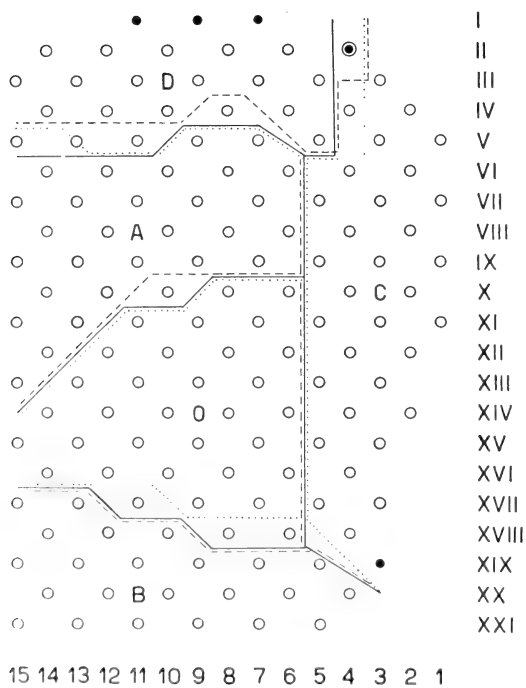 I
II
D III
IV
V
VI
VII
A VIII
IX
C X
XI
XII
XIII
O XIV
XV
XVI
XVII
XVIII
XIX
B XX
XXI
15 14 13 12 11 10 9 8 7 6 5 4 3 2 1